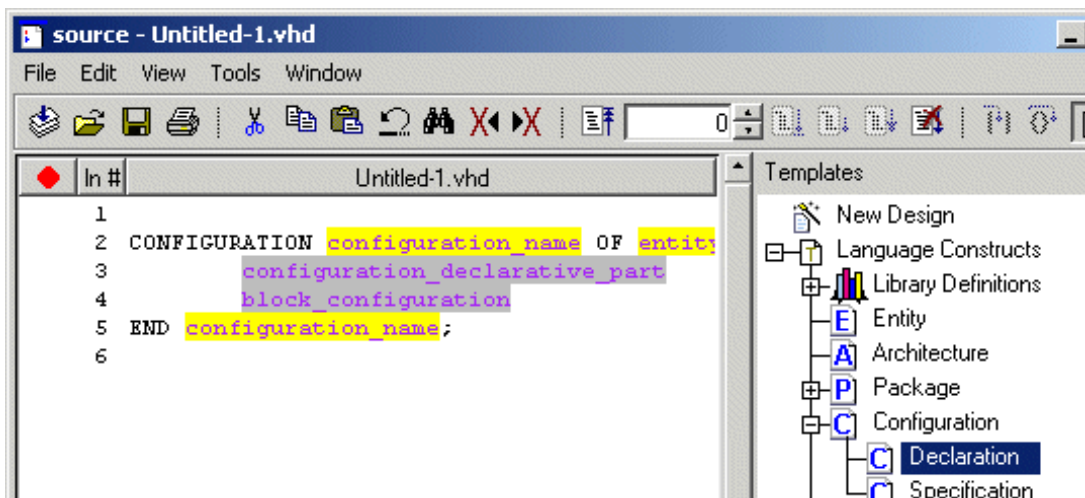 source - Untitled-1.vhd
File Edit View Tools Window
0
ln # Untitled-1.vhd
1
2 CONFIGURATION configuration_name OF entity
3 configuration_declarative_part
4 block_configuration
5 END configuration_name;
6
Templates
New Design
Language Constructs
Library Definitions
E Entity
A Architecture
P Package
C Configuration
C Declaration
C Specification